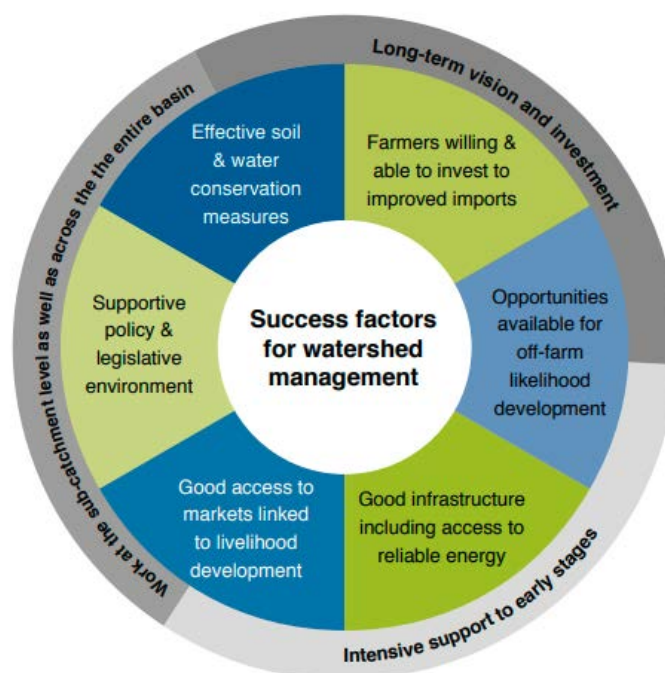 Long-term vision and investment
Work at the sub-catchment level as well as across the the entire basin
Intensive support to early stages
Success factors
for watershed
management
Effective soil
& water
conservation
measures
Farmers willing &
able to invest to
improved imports
Opportunities
available for
off-farm
likelihood
development
Good infrastructure
including access to
reliable energy
Good access to
markets linked
to livelihood
development
Supportive
policy &
legislative
environment